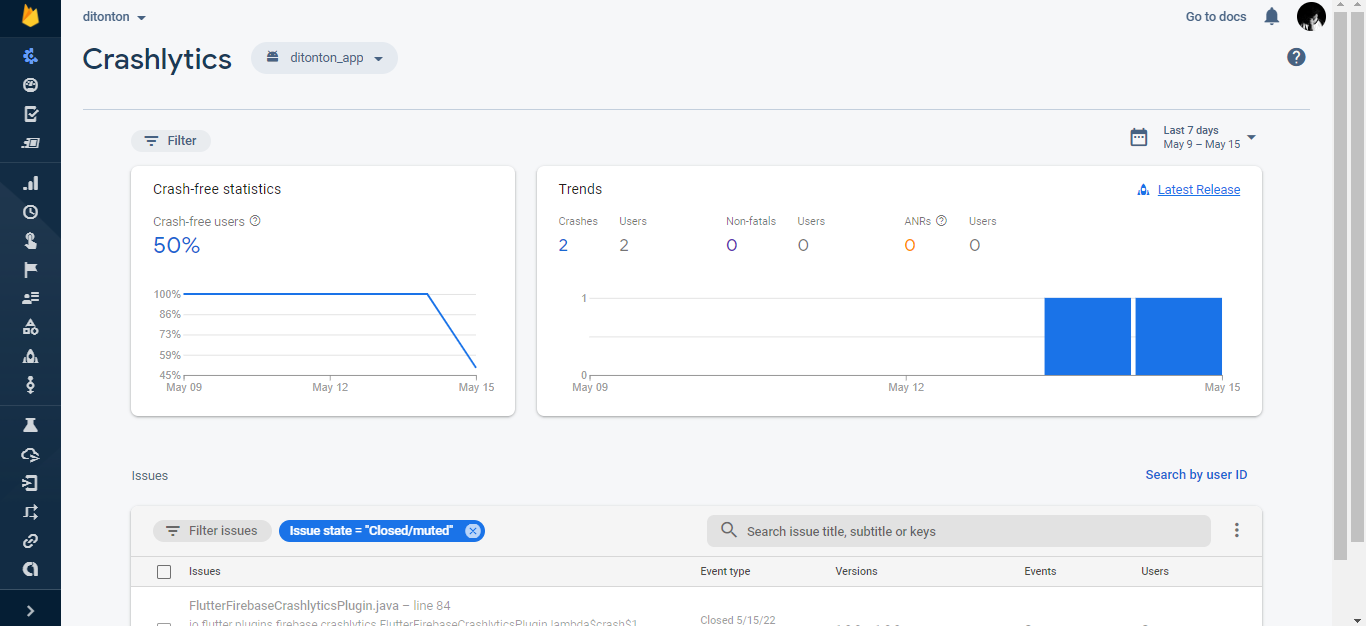 ditonton
Go to docs
Crashlytics
ditonton_app
Filter
Last 7 days
May 9 – May 15
Crash-free statistics
Crash-free users
50%
100%
86%
73%
59%
45%
May 09 May 12 May 15
Trends
Latest Release
Crashes Users Non-fatals Users ANRs Users
2 2 0 0 0 0
1
0
May 09 May 12 May 15
Issues
Search by user ID
Filter issues
Issue state = "Closed/muted"
Search issue title, subtitle or keys
Issues Event type Versions Events Users
FlutterFirebaseCrashlyticsPlugin.java – line 84
io.flutter.plugins.firebase.crashlytics.FlutterFirebaseCrashlyticsPlugin.lambda$crash$1
Closed 5/15/22